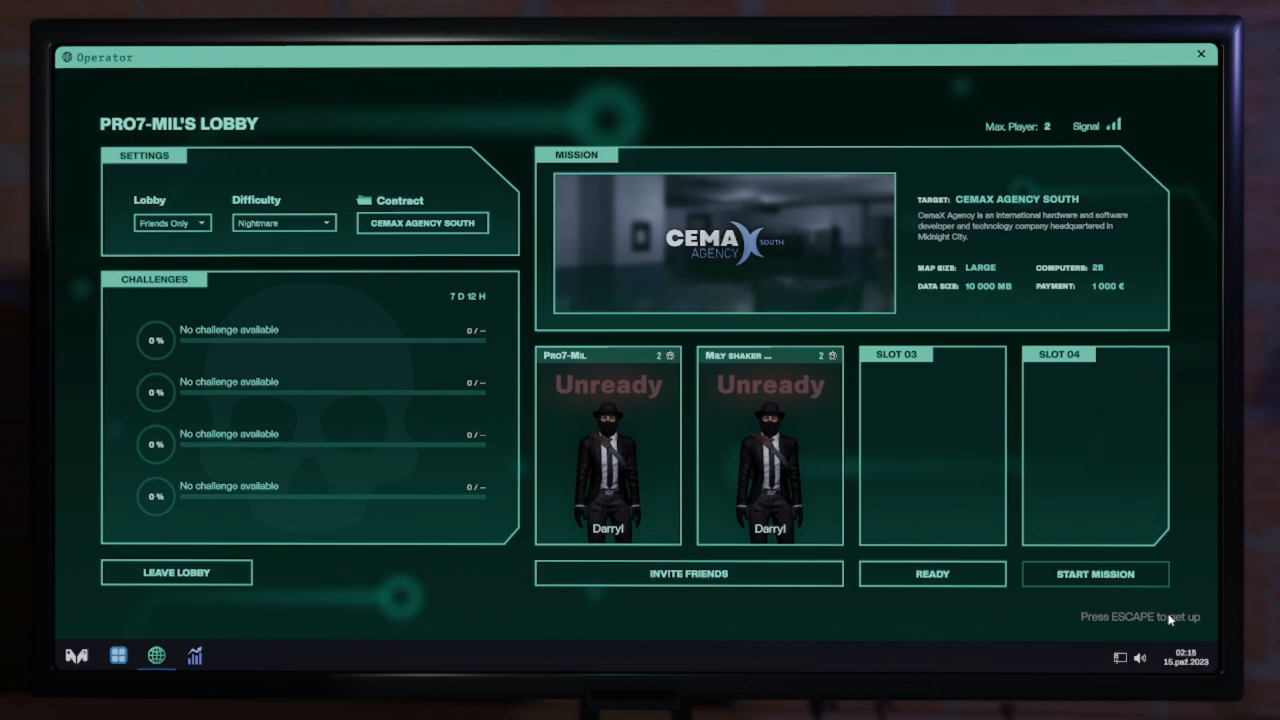 Operator
PRO7-MIL'S LOBBY
Max. Player: 2 Signal
SETTINGS
Lobby Difficulty Contract
Friends Only Nightmare CEMAX AGENCY SOUTH
CHALLENGES
7 D 12 H
0 % No challenge available 0 / --
0 % No challenge available 0 / --
0 % No challenge available 0 / --
0 % No challenge available 0 / --
LEAVE LOBBY
MISSION
CEMAX SOUTH
AGENCY
TARGET: CEMAX AGENCY SOUTH
CemaX Agency is an international hardware and software
developer and technology company headquartered in
Midnight City.
MAP SIZE: LARGE COMPUTERS: 28
DATA SIZE: 10 000 MB PAYMENT: 1 000 €
PRO7-MIL 2 MILY SHAKER ... 2 SLOT 03 SLOT 04
Unready Unready
Darryl Darryl
INVITE FRIENDS READY START MISSION
Press ESCAPE to get up
02:15
15.paź.2023